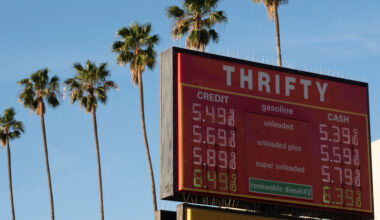 THRIFTY
CREDIT gasoline CASH
5.49 unleaded 5.39
5.69 unleaded plus 5.59
5.89 super unleaded 5.79
6.49 renewable diesel #2 6.39